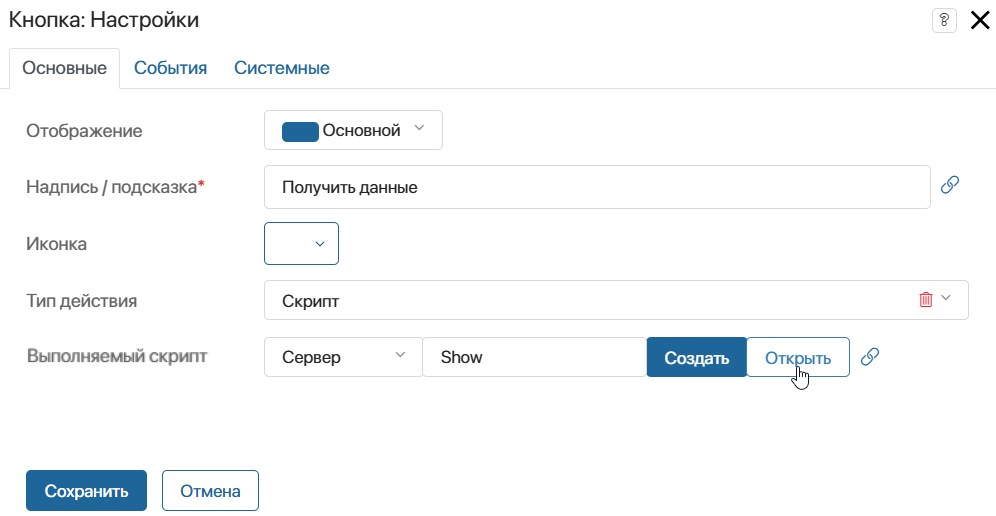 Кнопка: Настройки ?
Основные События Системные
Отображение Основной
Надпись / подсказка* Получить данные
Иконка
Тип действия Скрипт
Выполняемый скрипт Сервер Show Создать Открыть
Сохранить Отмена